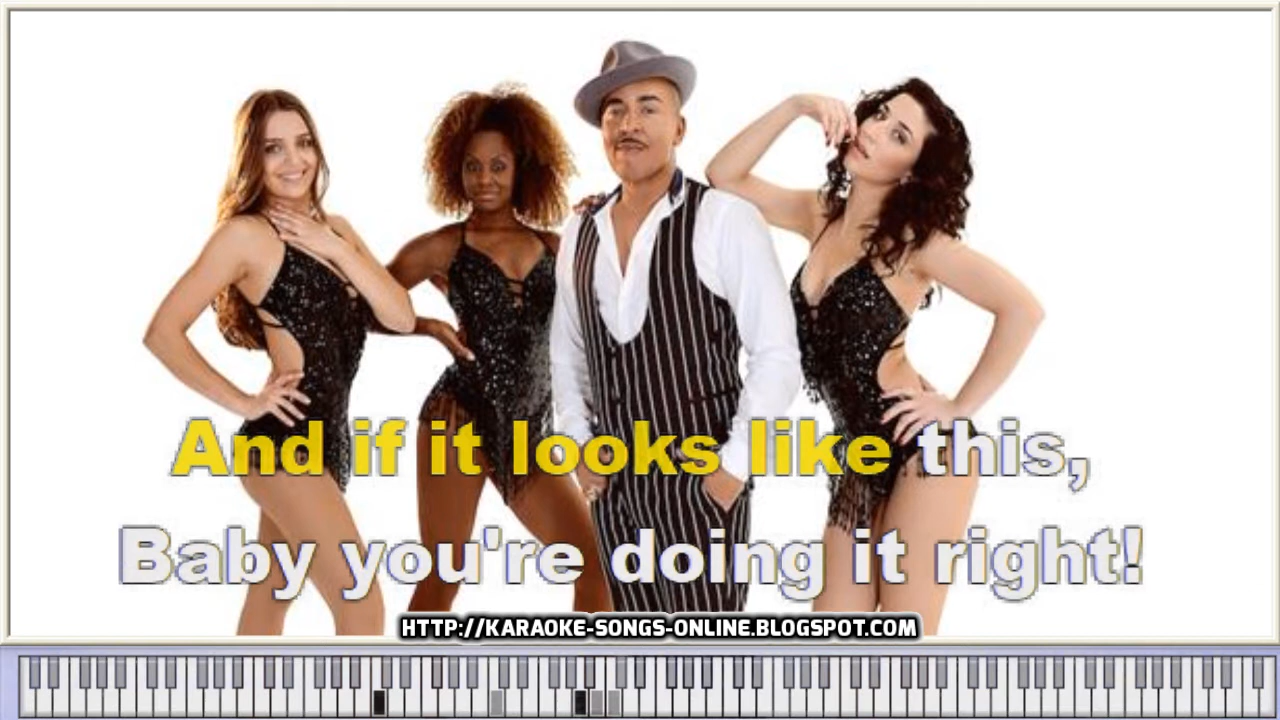 And if it looks like this,
Baby you're doing it right!
HTTP://KARAOKE-SONGS-ONLINE.BLOGSPOT.COM